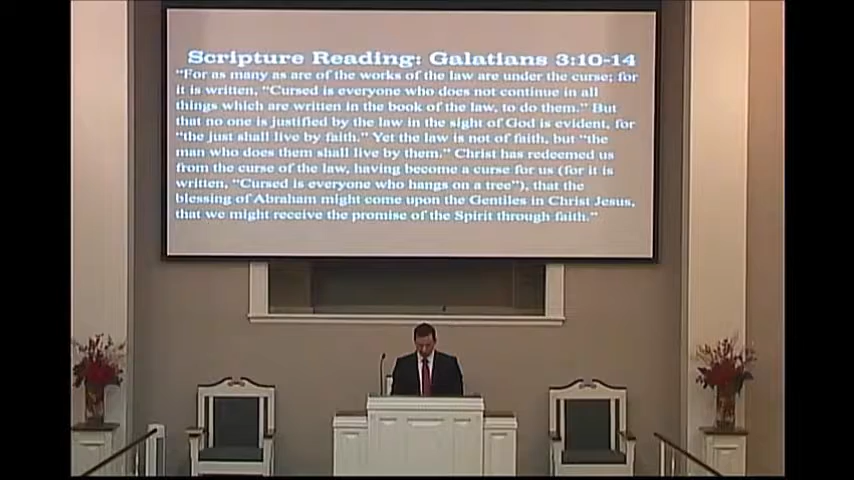 Scripture Reading: Galatians 3:10-14
"For as many as are of the works of the law are under the curse; for
it is written, "Cursed is everyone who does not continue in all
things which are written in the book of the law, to do them." But
that no one is justified by the law in the sight of God is evident, for
"the just shall live by faith." Yet the law is not of faith, but "the
man who does them shall live by them." Christ has redeemed us
from the curse of the law, having become a curse for us (for it is
written, "Cursed is everyone who hangs on a tree"), that the
blessing of Abraham might come upon the Gentiles in Christ Jesus,
that we might receive the promise of the Spirit through faith."